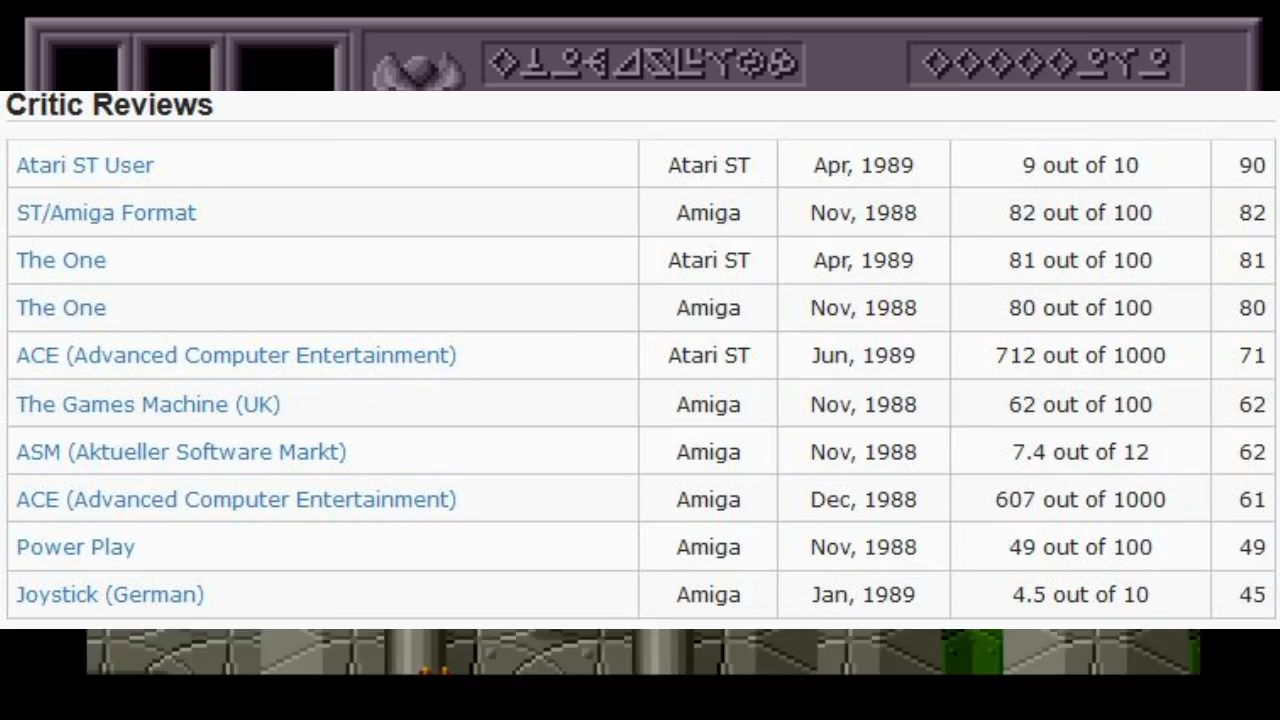 Critic Reviews
Atari ST User Atari ST Apr, 1989 9 out of 10 90
ST/Amiga Format Amiga Nov, 1988 82 out of 100 82
The One Atari ST Apr, 1989 81 out of 100 81
The One Amiga Nov, 1988 80 out of 100 80
ACE (Advanced Computer Entertainment) Atari ST Jun, 1989 712 out of 1000 71
The Games Machine (UK) Amiga Nov, 1988 62 out of 100 62
ASM (Aktueller Software Markt) Amiga Nov, 1988 7.4 out of 12 62
ACE (Advanced Computer Entertainment) Amiga Dec, 1988 607 out of 1000 61
Power Play Amiga Nov, 1988 49 out of 100 49
Joystick (German) Amiga Jan, 1989 4.5 out of 10 45